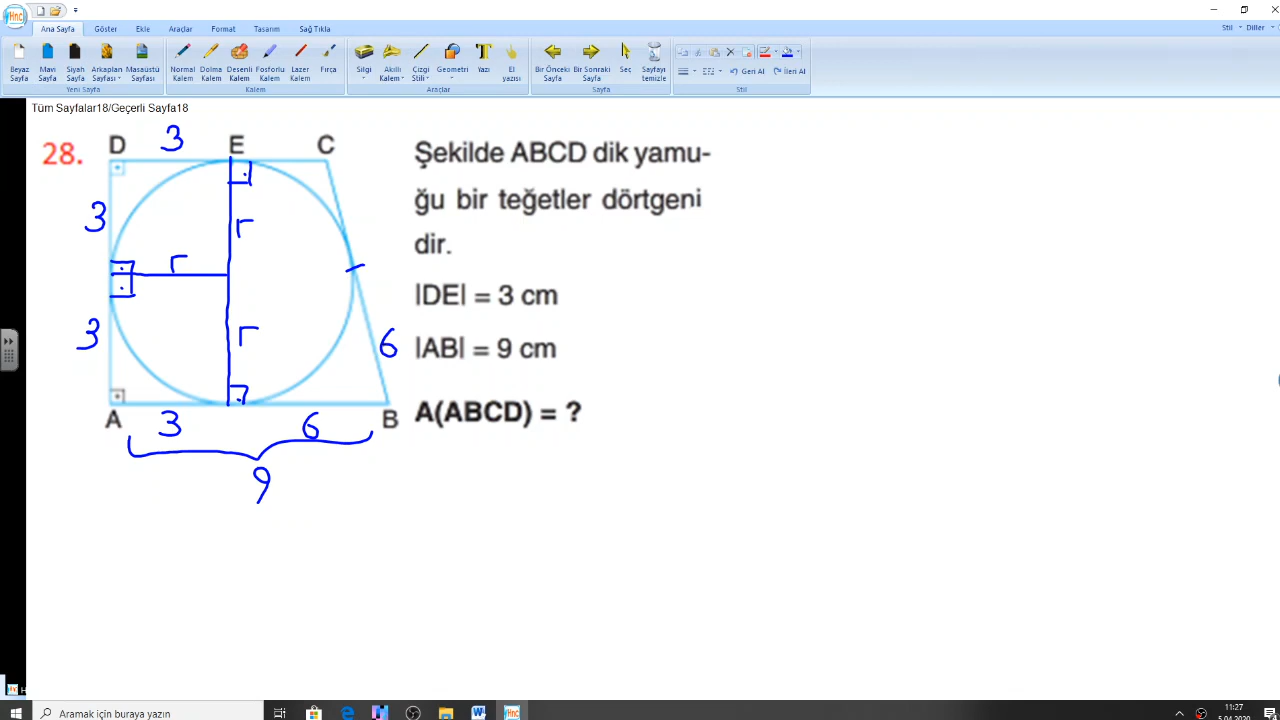 Ana Sayfa Göster Ekle Araçlar Format Tasarım Sağ Tıkla Stil Diller
Beyaz Sayfa Mavi Sayfa Siyah Sayfa Arkaplan Sayfası Masaüstü Sayfası Normal Kalem Dolma Kalem Desenli Kalem Fosforlu Kalem Lazer Kalem Fırça Silgi Akıllı Kalem Çizgi Stili Geometri Yazı El yazısı Bir Önceki Sayfa Bir Sonraki Sayfa Seç Sayfayı temizle Geri Al İleri Al
Yeni Sayfa Kalem Araçlar Sayfa Stil
Tüm Sayfalar18/Geçerli Sayfa18
28.
D 3 E C
3 r
r
3 r 6
A 3 6 B
9
Şekilde ABCD dik yamu-
ğu bir teğetler dörtgeni
dir.
|DE| = 3 cm
|AB| = 9 cm
A(ABCD) = ?
Aramak için buraya yazın
11:27
5.04.2020